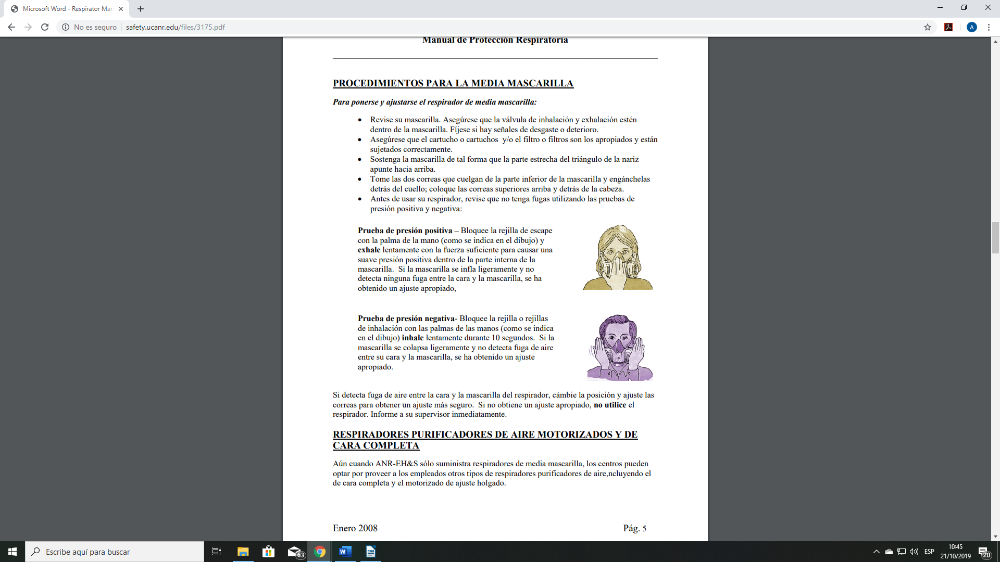 Microsoft Word - Respirator Man
No es seguro
safety.ucanr.edu/files/3175.pdf
A
Manual de Protección Respiratoria
PROCEDIMIENTOS PARA LA MEDIA MASCARILLA
Para ponerse y ajustarse el respirador de media mascarilla:
• Revise su mascarilla. Asegúrese que la válvula de inhalación y exhalación estén
dentro de la mascarilla. Fíjese si hay señales de desgaste o deterioro.
• Asegúrese que el cartucho o cartuchos y/o el filtro o filtros son los apropiados y están
sujetados correctamente.
• Sostenga la mascarilla de tal forma que la parte estrecha del triángulo de la nariz
apunte hacia arriba.
• Tome las dos correas que cuelgan de la parte inferior de la mascarilla y engánchelas
detrás del cuello; coloque las correas superiores arriba y detrás de la cabeza.
• Antes de usar su respirador, revise que no tenga fugas utilizando las pruebas de
presión positiva y negativa:
Prueba de presión positiva – Bloquee la rejilla de escape
con la palma de la mano (como se indica en el dibujo) y
exhale lentamente con la fuerza suficiente para causar una
suave presión positiva dentro de la parte interna de la
mascarilla. Si la mascarilla se infla ligeramente y no
detecta ninguna fuga entre la cara y la mascarilla, se ha
obtenido un ajuste apropiado,
Prueba de presión negativa- Bloquee la rejilla o rejillas
de inhalación con las palmas de las manos (como se indica
en el dibujo) inhale lentamente durante 10 segundos. Si la
mascarilla se colapsa ligeramente y no detecta fuga de aire
entre su cara y la mascarilla, se ha obtenido un ajuste
apropiado.
Si detecta fuga de aire entre la cara y la mascarilla del respirador, cámbie la posición y ajuste las
correas para obtener un ajuste más seguro. Si no obtiene un ajuste apropiado, no utilice el
respirador. Informe a su supervisor inmediatamente.
RESPIRADORES PURIFICADORES DE AIRE MOTORIZADOS Y DE
CARA COMPLETA
Aún cuando ANR-EH&S sólo suministra respiradores de media mascarilla, los centros pueden
optar por proveer a los empleados otros tipos de respiradores purificadores de aire,ncluyendo el
de cara completa y el motorizado de ajuste holgado.
Enero 2008
Pág. 5
Escribe aquí para buscar
63
W
ESP
10:45
21/10/2019
20